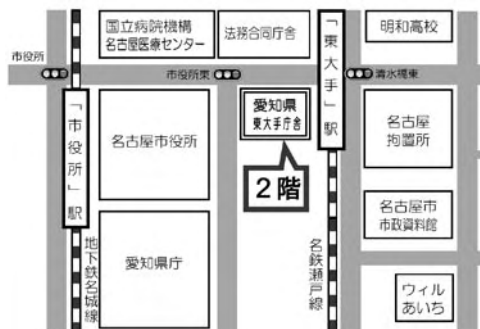 国立病院機構
名古屋医療センター
法務合同庁舎
「東大手」駅
明和高校
市役所
市役所東
清水橋東
「市役所」駅
名古屋市役所
愛知県
東大手庁舎
2階
名古屋
拘置所
名古屋市
市政資料館
地下鉄名城線
愛知県庁
名鉄瀬戸線
ウィル
あいち